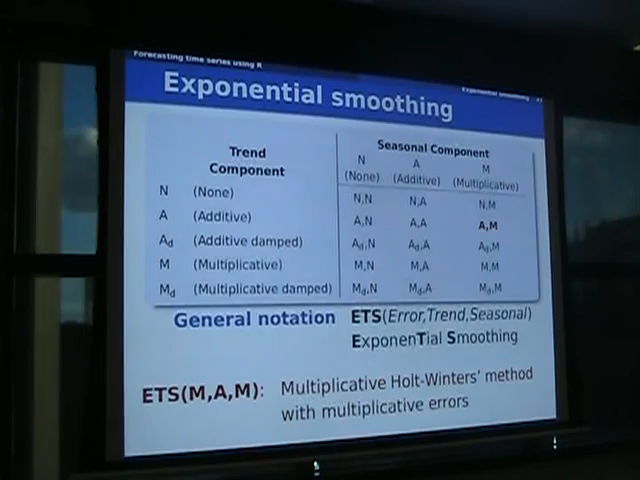 Forecasting time series using R
Exponential smoothing
Exponential smoothing
Trend Component
Seasonal Component
N (None)
A (Additive)
M (Multiplicative)
N (None) N,N N,A N,M
A (Additive) A,N A,A A,M
Ad (Additive damped) Ad,N Ad,A Ad,M
M (Multiplicative) M,N M,A M,M
Md (Multiplicative damped) Md,N Md,A Md,M
General notation ETS(Error,Trend,Seasonal)
ExponenTial Smoothing
ETS(M,A,M): Multiplicative Holt-Winters' method
with multiplicative errors